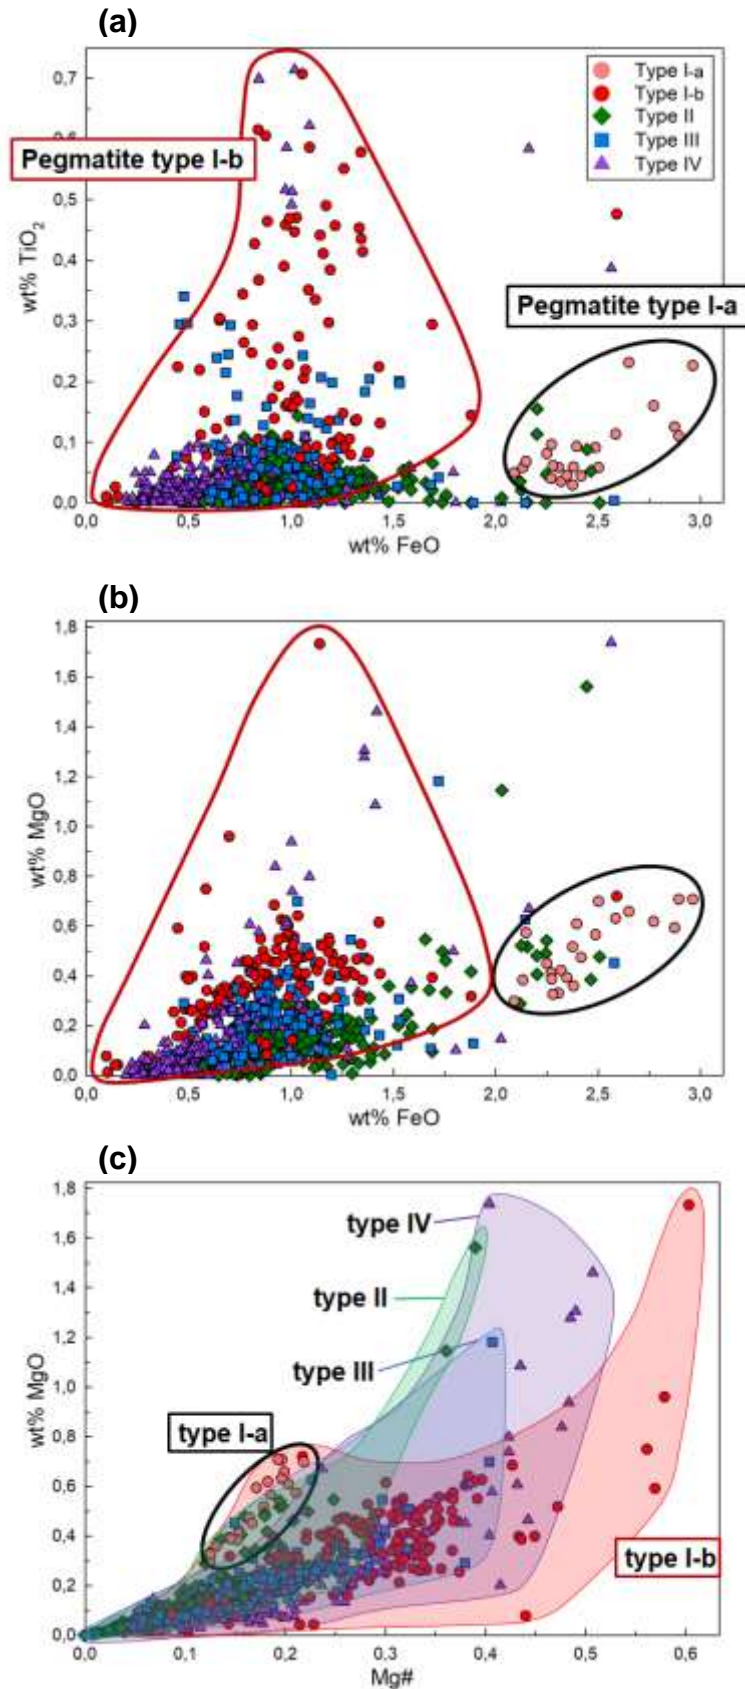 (a)
0,7
0,5
0,4
0,3
0,2
0,1
0,0
wt% TiO2
Pegmatite type I-b
Type I-a
Type I-b
Type II
Type III
Type IV
Pegmatite type I-a
0,0 0,5 1,0 1,5 2,0 2,5 3,0
wt% FeO
(b)
1,8
1,6
1,4
1,2
1,0
0,8
0,6
0,4
0,2
0,0
wt% MgO
0,0 0,5 1,0 1,5 2,0 2,5 3,0
wt% FeO
(c)
1,8
1,6
1,4
1,2
1,0
0,8
0,6
0,4
0,2
0,0
wt% MgO
type IV
type II
type III
type I-a
type I-b
0,0 0,1 0,2 0,3 0,4 0,5 0,6
Mg#